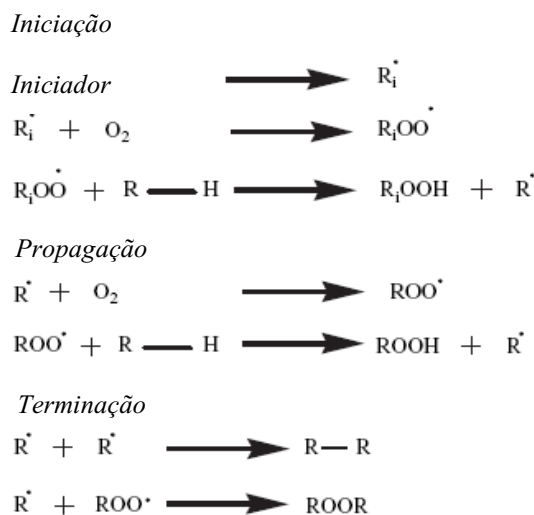 Iniciação
Iniciador ⟶ Rᵢ•
Rᵢ• + O₂ ⟶ RᵢOO•
RᵢOO• + R — H ⟶ RᵢOOH + R•
Propagação
R• + O₂ ⟶ ROO•
ROO• + R — H ⟶ ROOH + R•
Terminação
R• + R• ⟶ R — R
R• + ROO• ⟶ ROOR